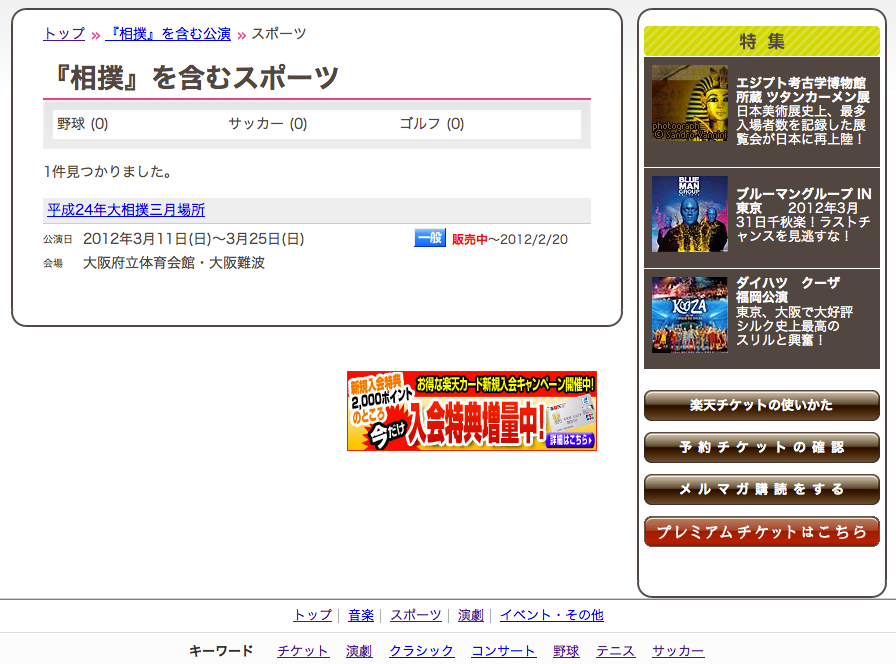 トップ » 『相撲』を含む公演 » スポーツ
『相撲』を含むスポーツ
野球 (0) サッカー (0) ゴルフ (0)
1件見つかりました。
平成24年大相撲三月場所
公演日 2012年3月11日(日)～3月25日(日) 一般 販売中～2012/2/20
会場 大阪府立体育会館・大阪難波
新規入会特典
2,000ポイント
のところ
今だけ
お得な楽天カード新規入会キャンペーン開催中!
入会特典増量中!
詳細はこちら
特 集
photograph
© Sandro Vannini
エジプト考古学博物館
所蔵 ツタンカーメン展
日本美術展史上、最多
入場者数を記録した展
覧会が日本に再上陸！
BLUE
MAN
GROUP
ブルーマングループ IN
東京 2012年3月
31日千秋楽！ラストチ
ャンスを見逃すな！
KOOZA
ダイハツ クーザ
福岡公演
東京、大阪で大好評
シルク史上最高の
スリルと興奮！
楽天チケットの使いかた
予約チケットの確認
メルマガ購読をする
プレミアムチケットはこちら
トップ | 音楽 | スポーツ | 演劇 | イベント・その他
キーワード チケット 演劇 クラシック コンサート 野球 テニス サッカー